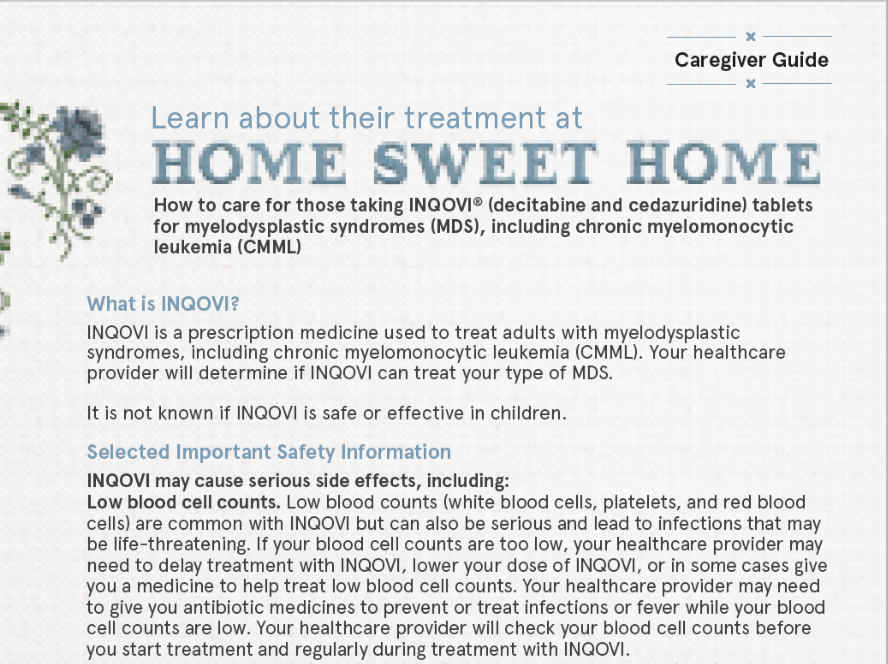 Caregiver Guide
Learn about their treatment at
HOME SWEET HOME
How to care for those taking INQOVI® (decitabine and cedazuridine) tablets
for myelodysplastic syndromes (MDS), including chronic myelomonocytic
leukemia (CMML)
What is INQOVI?
INQOVI is a prescription medicine used to treat adults with myelodysplastic
syndromes, including chronic myelomonocytic leukemia (CMML). Your healthcare
provider will determine if INQOVI can treat your type of MDS.
It is not known if INQOVI is safe or effective in children.
Selected Important Safety Information
INQOVI may cause serious side effects, including:
Low blood cell counts. Low blood counts (white blood cells, platelets, and red blood
cells) are common with INQOVI but can also be serious and lead to infections that may
be life-threatening. If your blood cell counts are too low, your healthcare provider may
need to delay treatment with INQOVI, lower your dose of INQOVI, or in some cases give
you a medicine to help treat low blood cell counts. Your healthcare provider may need
to give you antibiotic medicines to prevent or treat infections or fever while your blood
cell counts are low. Your healthcare provider will check your blood cell counts before
you start treatment and regularly during treatment with INQOVI.